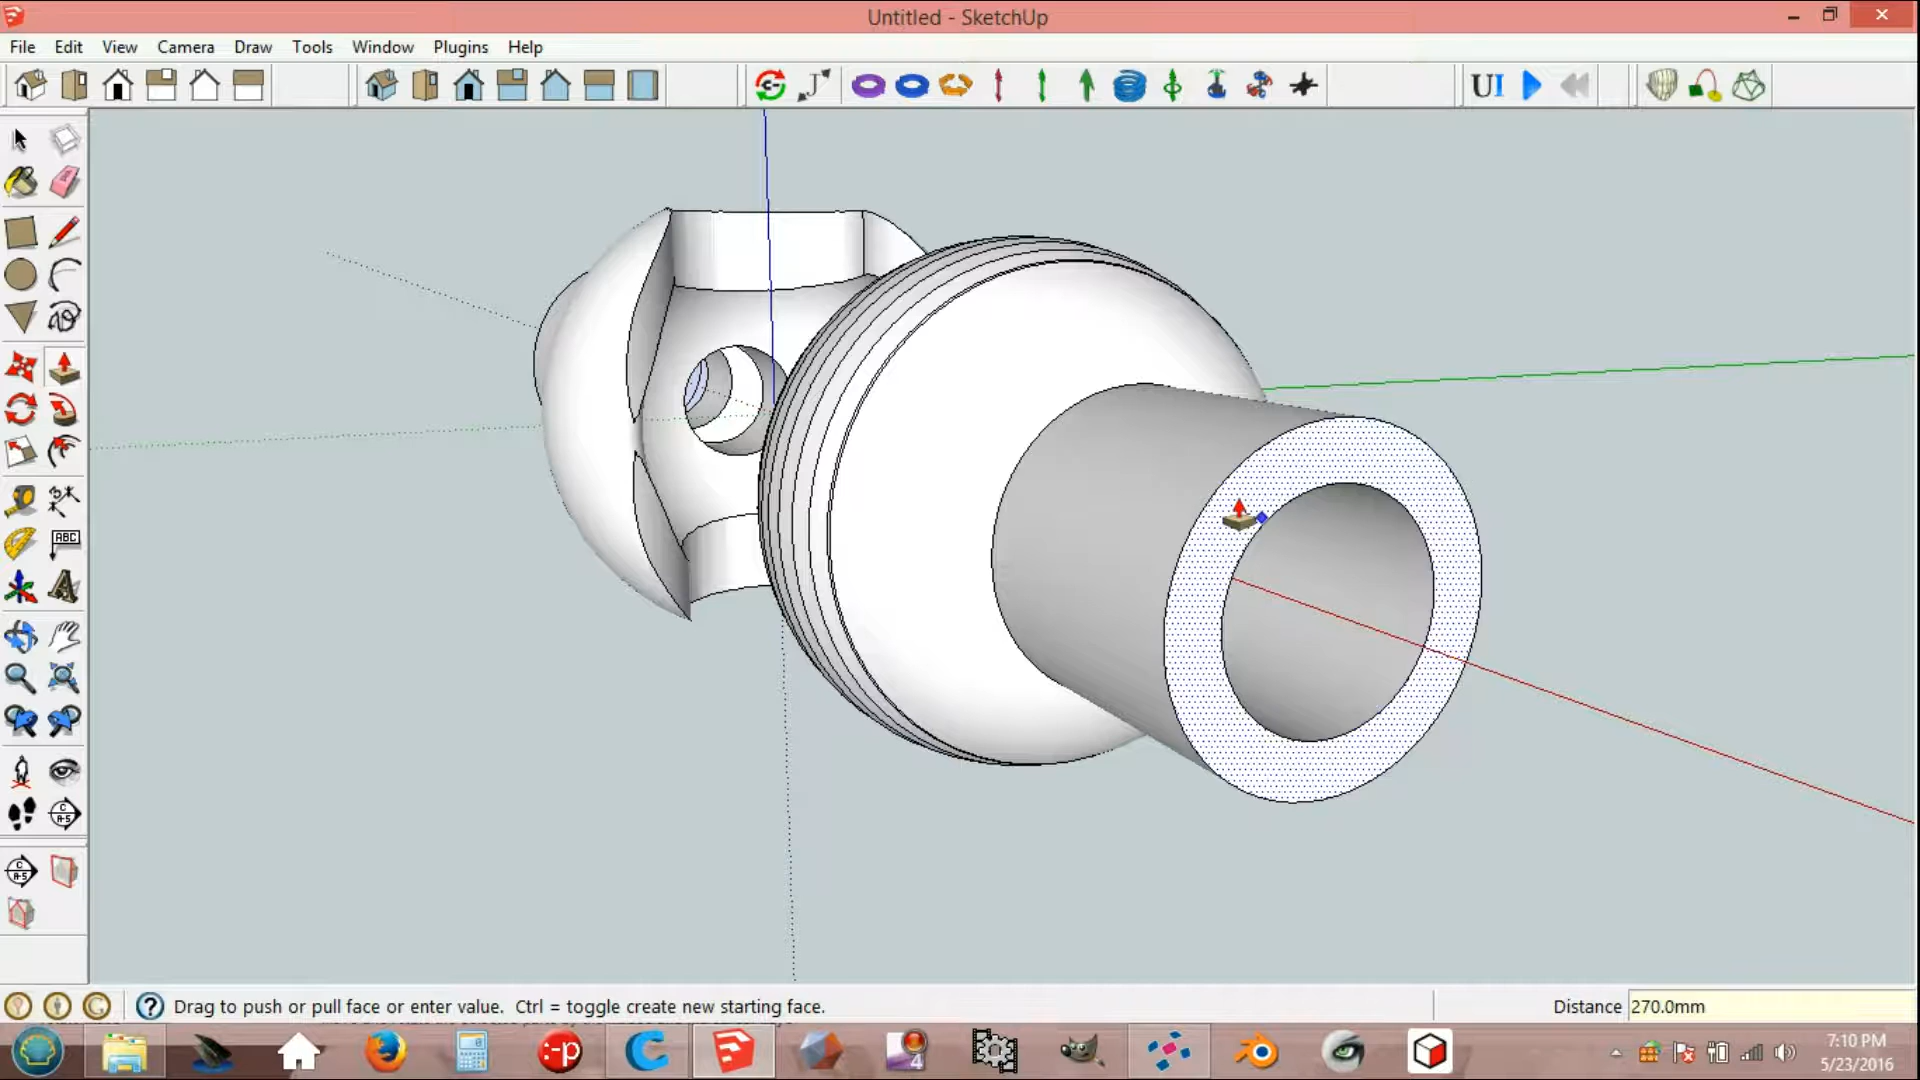 Untitled - SketchUp
File Edit View Camera Draw Tools Window Plugins Help
UI
ABC
Drag to push or pull face or enter value. Ctrl = toggle create new starting face.
Distance 270.0mm
:-p
4
7:10 PM
5/23/2016